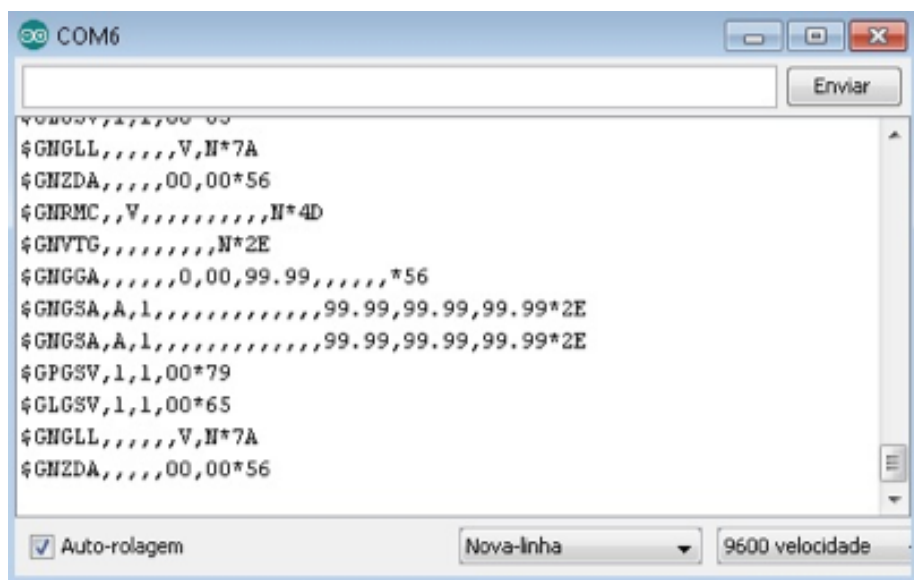 COM6
Enviar
$GNGLL,,,,,,V,N*7A
$GNZDA,,,,,00,00*56
$GNRMC,,V,,,,,,,,,,N*4D
$GNVTG,,,,,,,,,N*2E
$GNGGA,,,,,,0,00,99.99,,,,,,*56
$GNGSA,A,1,,,,,,,,,,,,,99.99,99.99,99.99*2E
$GNGSA,A,1,,,,,,,,,,,,,99.99,99.99,99.99*2E
$GPGSV,1,1,00*79
$GLGSV,1,1,00*65
$GNGLL,,,,,,V,N*7A
$GNZDA,,,,,00,00*56
Auto-rolagem
Nova-linha
9600 velocidade